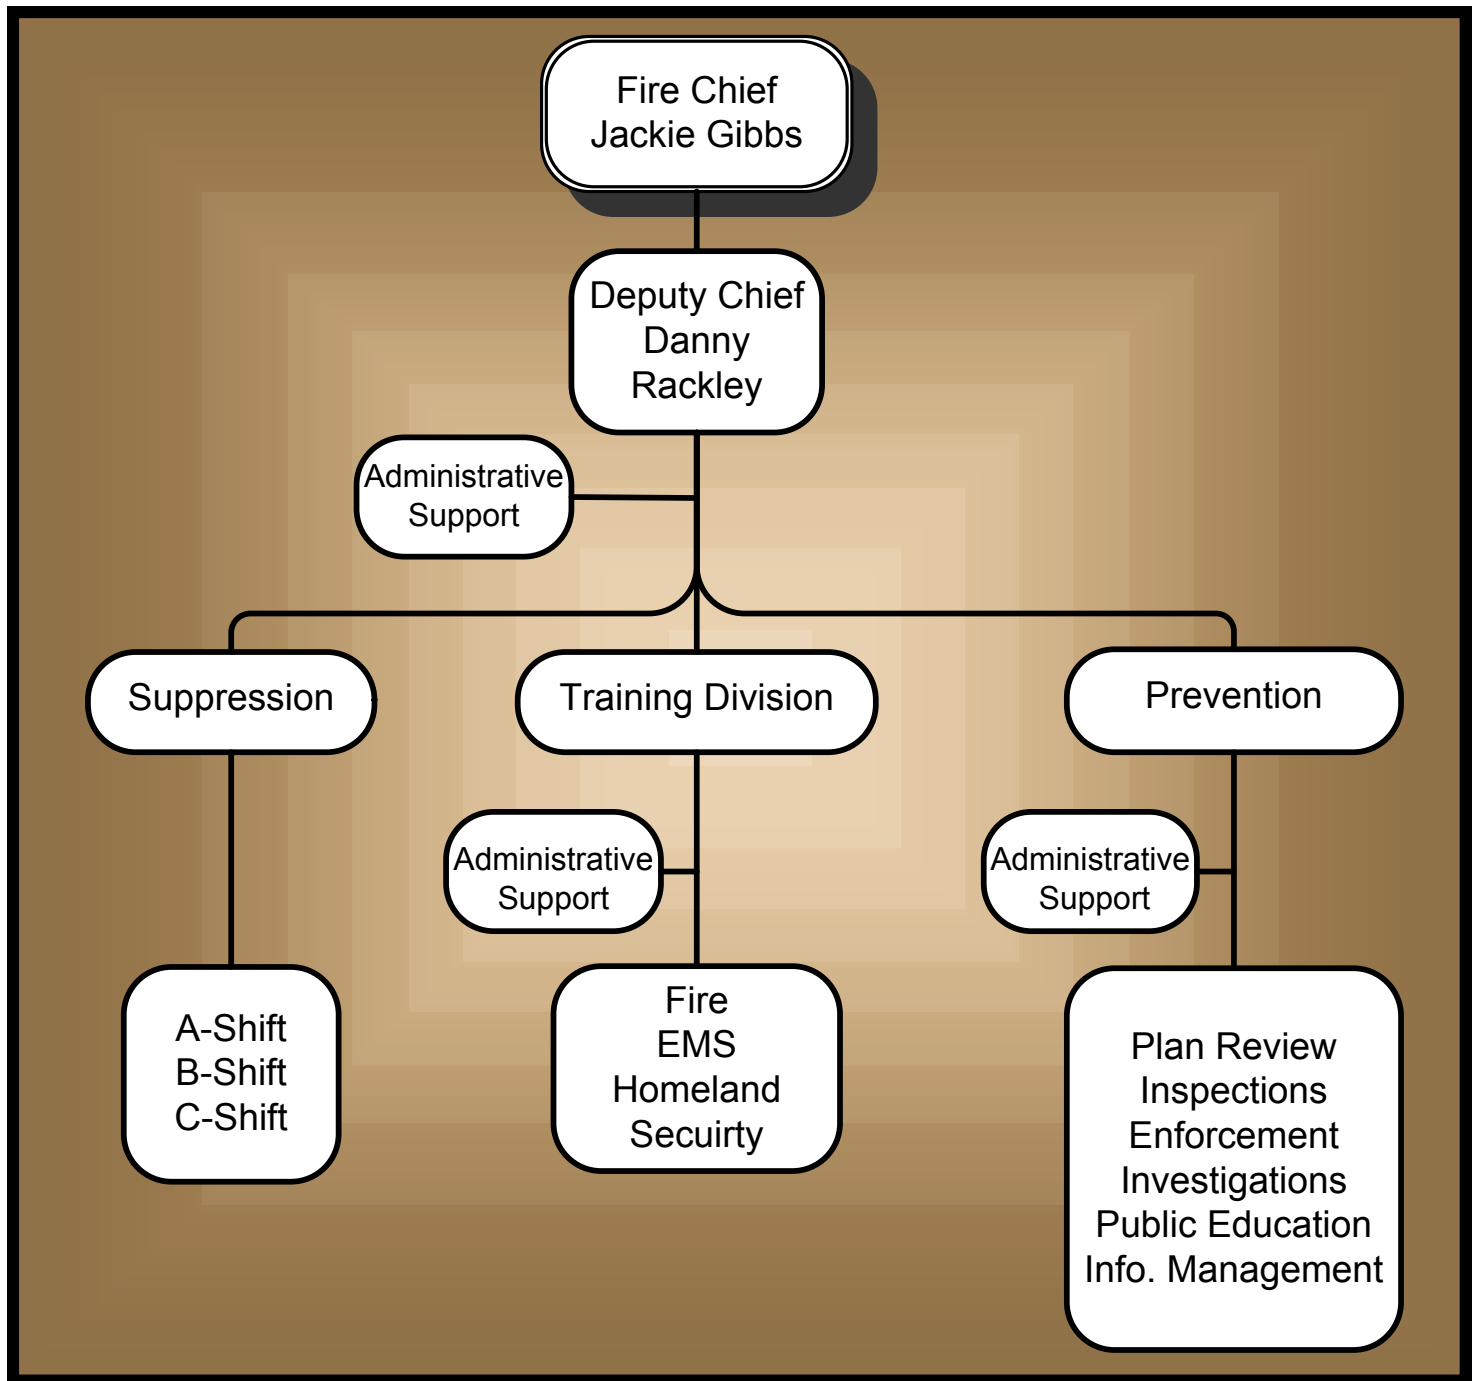 Fire Chief
Jackie Gibbs
Deputy Chief
Danny
Rackley
Administrative
Support
Suppression
Training Division
Prevention
Administrative
Support
Administrative
Support
A-Shift
B-Shift
C-Shift
Fire
EMS
Homeland
Secuirty
Plan Review
Inspections
Enforcement
Investigations
Public Education
Info. Management